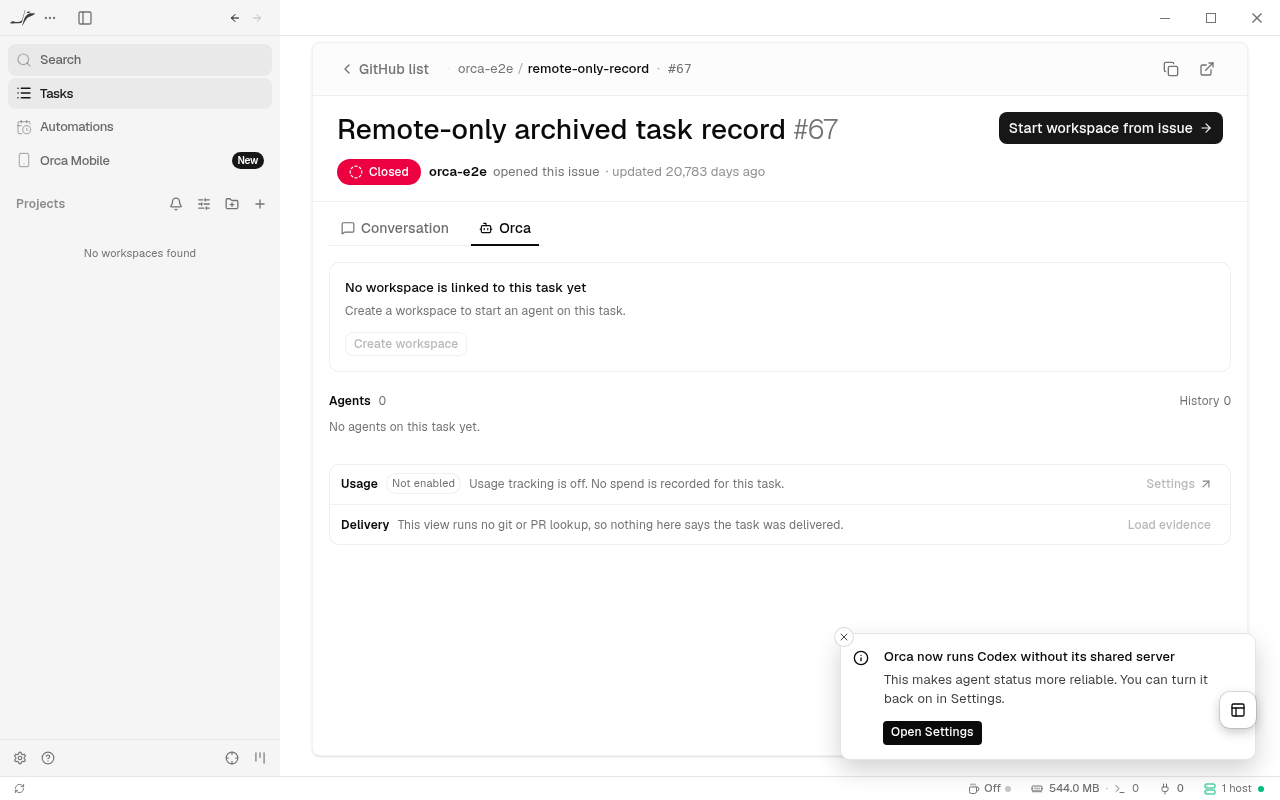 Search
Tasks
Automations
Orca Mobile New
Projects
No workspaces found
GitHub list · orca-e2e / remote-only-record · #67
Remote-only archived task record #67
Start workspace from issue
Closed orca-e2e opened this issue · updated 20,783 days ago
Conversation Orca
No workspace is linked to this task yet
Create a workspace to start an agent on this task.
Create workspace
Agents 0 History 0
No agents on this task yet.
Usage Not enabled Usage tracking is off. No spend is recorded for this task. Settings
Delivery This view runs no git or PR lookup, so nothing here says the task was delivered. Load evidence
Orca now runs Codex without its shared server
This makes agent status more reliable. You can turn it
back on in Settings.
Open Settings
Off 544.0 MB · 0 0 1 host